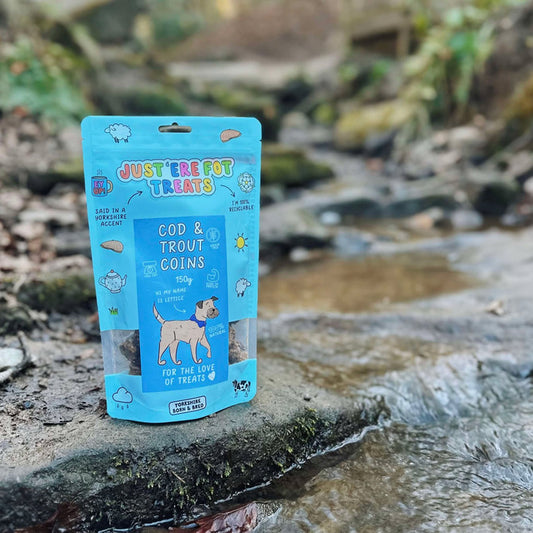 JUST 'ERE FOT
TREATS
SAID IN A
YORKSHIRE
ACCENT
I'M 100%
RECYCLABLE
COD &
TROUT
COINS
150g
HI MY NAME
IS LETTICE
NATURAL
FOR THE LOVE
OF TREATS
YORKSHIRE
BORN & BRED